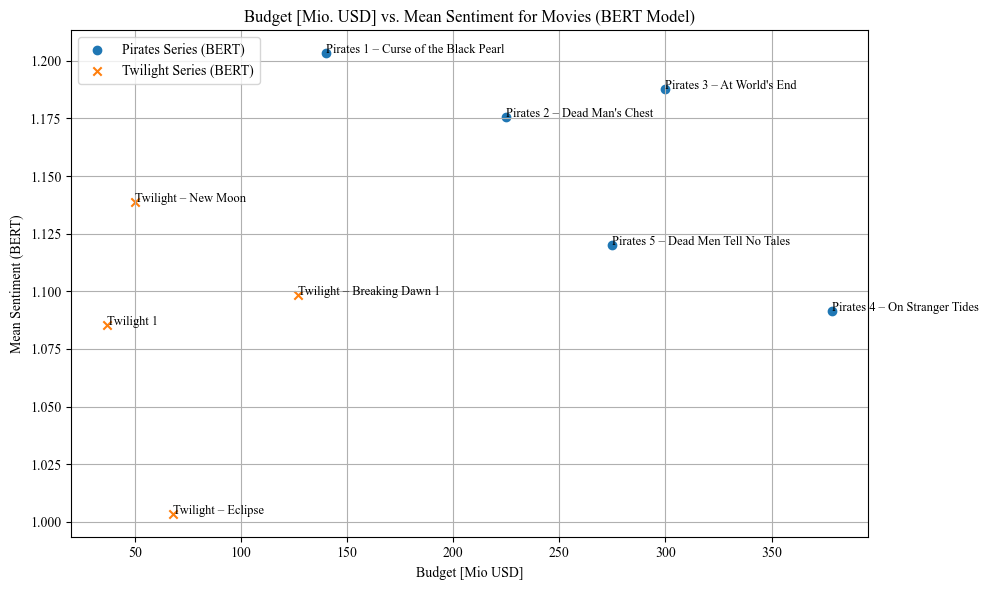 Budget [Mio. USD] vs. Mean Sentiment for Movies (BERT Model)
Pirates Series (BERT)
Twilight Series (BERT)
Pirates 1 – Curse of the Black Pearl
Pirates 3 – At World's End
Pirates 2 – Dead Man's Chest
Twilight – New Moon
Pirates 5 – Dead Men Tell No Tales
Twilight – Breaking Dawn 1
Pirates 4 – On Stranger Tides
Twilight 1
Twilight – Eclipse
Mean Sentiment (BERT)
1.200
1.175
1.150
1.125
1.100
1.075
1.050
1.025
1.000
50
100
150
200
250
300
350
Budget [Mio USD]